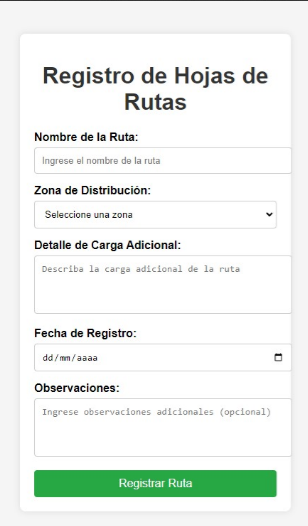 Registro de Hojas de
Rutas
Nombre de la Ruta:
Ingrese el nombre de la ruta
Zona de Distribución:
Seleccione una zona
Detalle de Carga Adicional:
Describa la carga adicional de la ruta
Fecha de Registro:
dd/mm/aaaa
Observaciones:
Ingrese observaciones adicionales (opcional)
Registrar Ruta